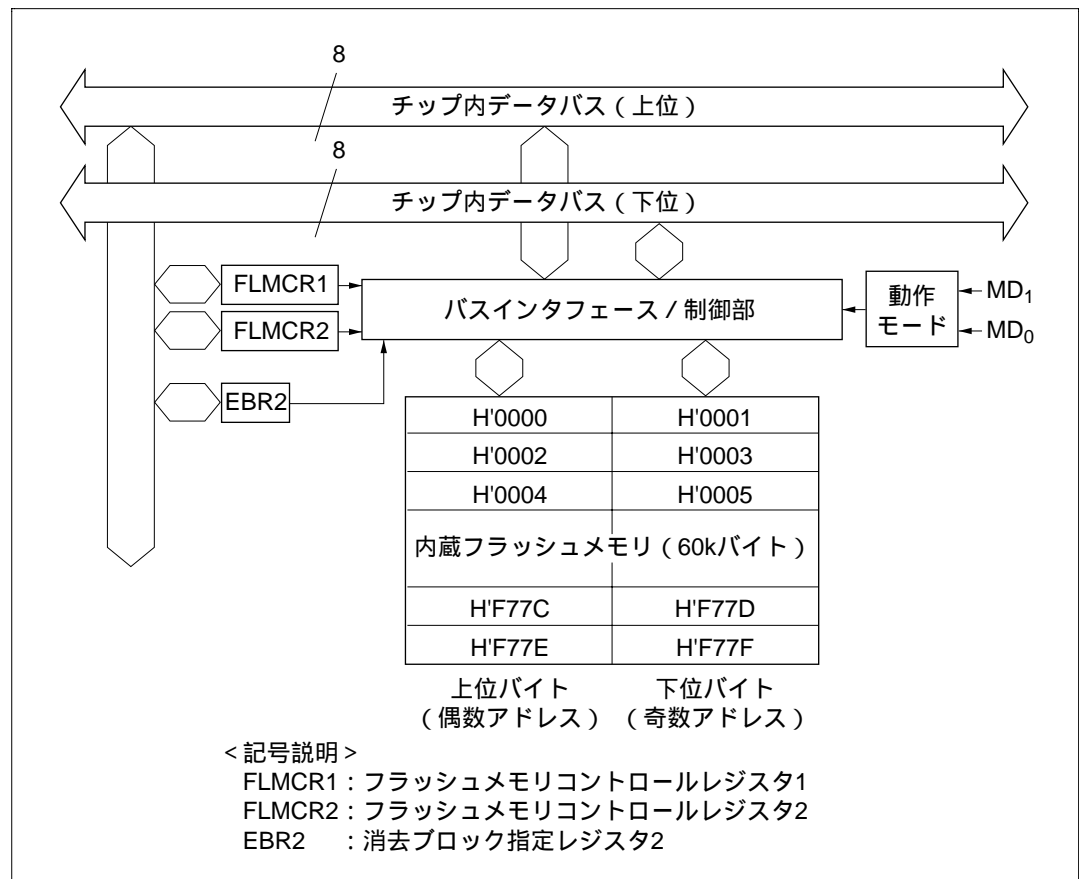 8
チップ内データバス（上位）
8
チップ内データバス（下位）
FLMCR1
FLMCR2
EBR2
バスインタフェース／制御部
動作
モード
MD1
MD0
H'0000 H'0001
H'0002 H'0003
H'0004 H'0005
内蔵フラッシュメモリ（60kバイト）
H'F77C H'F77D
H'F77E H'F77F
上位バイト 下位バイト
（偶数アドレス） （奇数アドレス）
＜記号説明＞
FLMCR1：フラッシュメモリコントロールレジスタ1
FLMCR2：フラッシュメモリコントロールレジスタ2
EBR2 ：消去ブロック指定レジスタ2